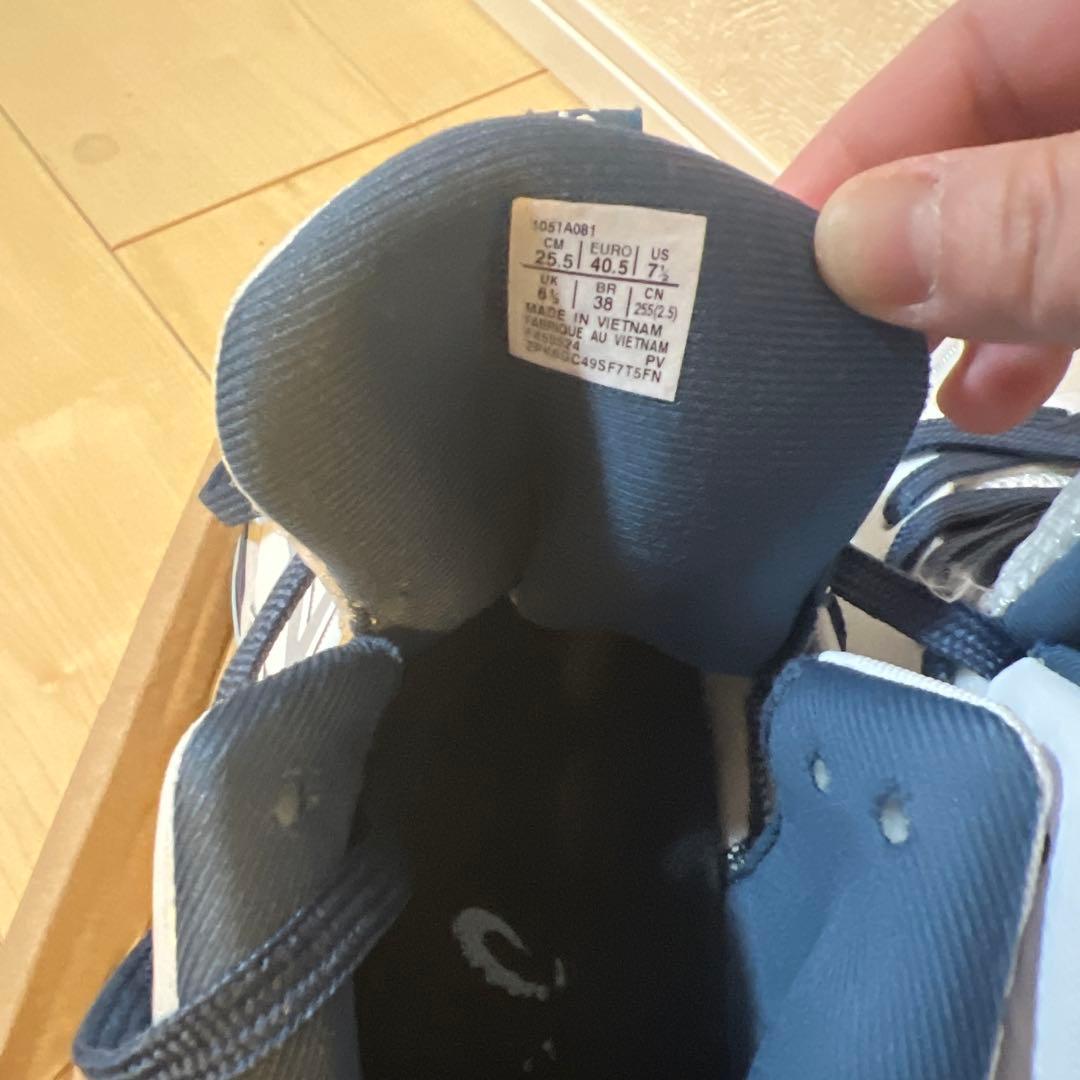 1051A081
CM EURO US
25.5 40.5 7½
UK BR CN
6½ 38 255(2.5)
MADE IN VIETNAM
FABRIQUE AU VIETNAM
PV